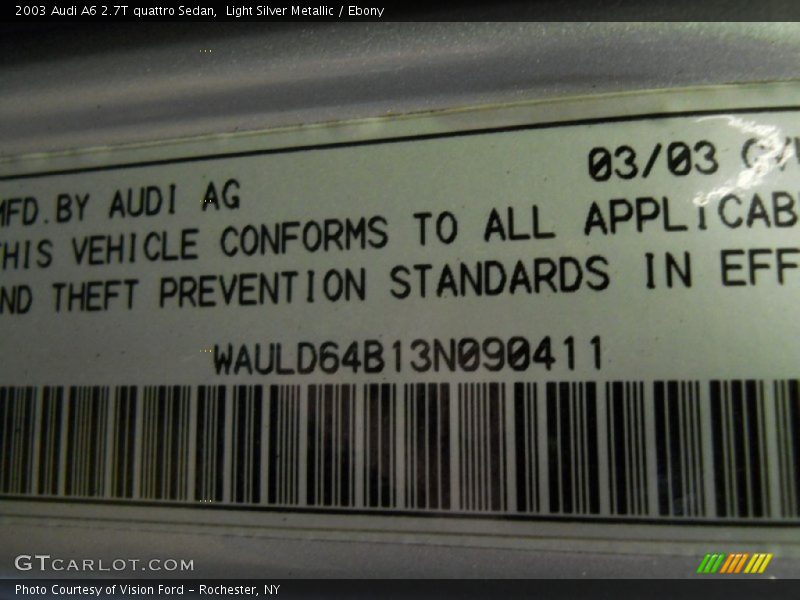 2003 Audi A6 2.7T quattro Sedan,  Light Silver Metallic / Ebony
MFD.BY AUDI AG 03/03
THIS VEHICLE CONFORMS TO ALL APPLICAB
AND THEFT PREVENTION STANDARDS IN EFF
WAULD64B13N090411
GTCARLOT.COM
Photo Courtesy of Vision Ford – Rochester, NY